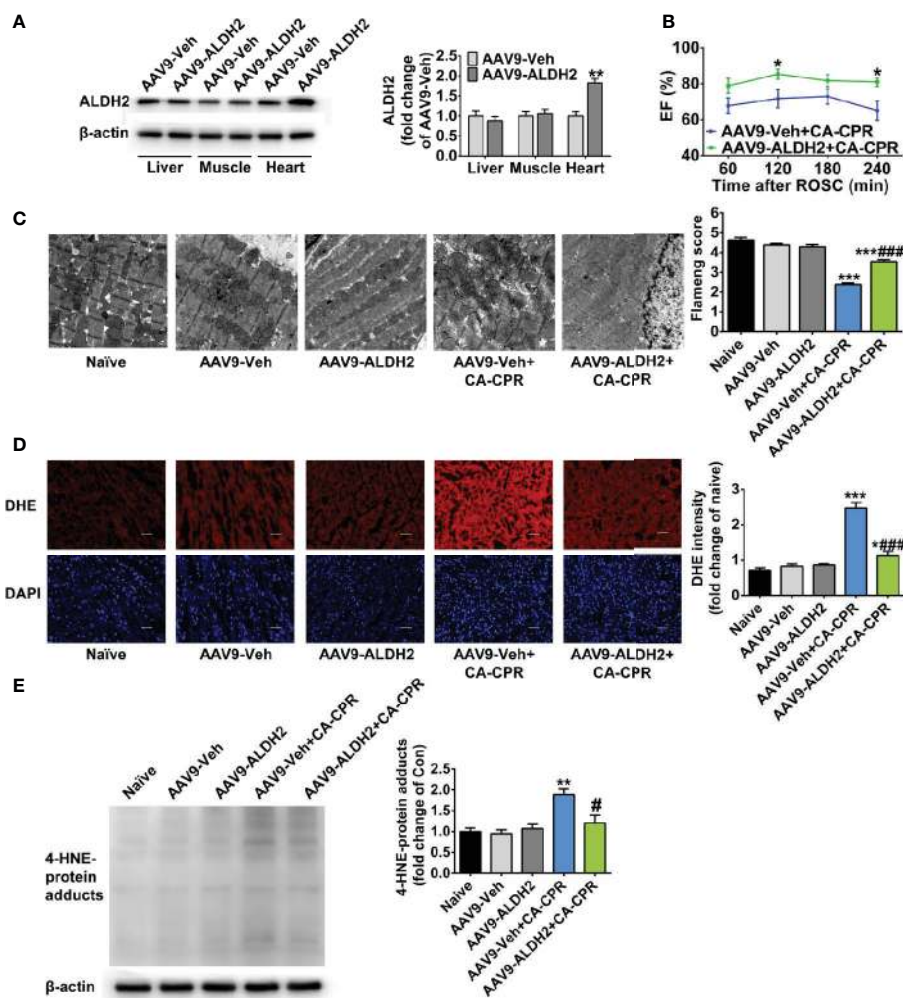 A
AAV9-Veh
AAV9-ALDH2
AAV9-Veh
AAV9-ALDH2
AAV9-Veh
AAV9-ALDH2
ALDH2
β-actin
Liver Muscle Heart
ALDH2
(fold change
of AAV9-Veh)
2.5
2.0
1.5
1.0
0.5
0.0
AAV9-Veh
AAV9-ALDH2
**
Liver Muscle Heart
B
EF (%)
100
80
60
40
* *
AAV9-Veh+CA-CPR
AAV9-ALDH2+CA-CPR
60 120 180 240
Time after ROSC (min)
C
Naïve
AAV9-Veh
AAV9-ALDH2
AAV9-Veh+
CA-CPR
AAV9-ALDH2+
CA-CPR
Flameng score
5
4
3
2
1
0
***
***###
Naive
AAV9-Veh
AAV9-ALDH2
AAV9-Veh+CA-CPR
AAV9-ALDH2+CA-CPR
D
DHE
DAPI
Naïve
AAV9-Veh
AAV9-ALDH2
AAV9-Veh+
CA-CPR
AAV9-ALDH2+
CA-CPR
DHE intensity
(fold change of naive)
3
2
1
0
***
*###
Naive
AAV9-Veh
AAV9-ALDH2
AAV9-Veh+CA-CPR
AAV9-ALDH2+CA-CPR
E
Naïve
AAV9-Veh
AAV9-ALDH2
AAV9-Veh+CA-CPR
AAV9-ALDH2+CA-CPR
4-HNE-
protein
adducts
β-actin
4-HNE-protein adducts
(fold change of Con)
2.5
2.0
1.5
1.0
0.5
0.0
**
#
Naive
AAV9-Veh
AAV9-ALDH2
AAV9-Veh+CA-CPR
AAV9-ALDH2+CA-CPR